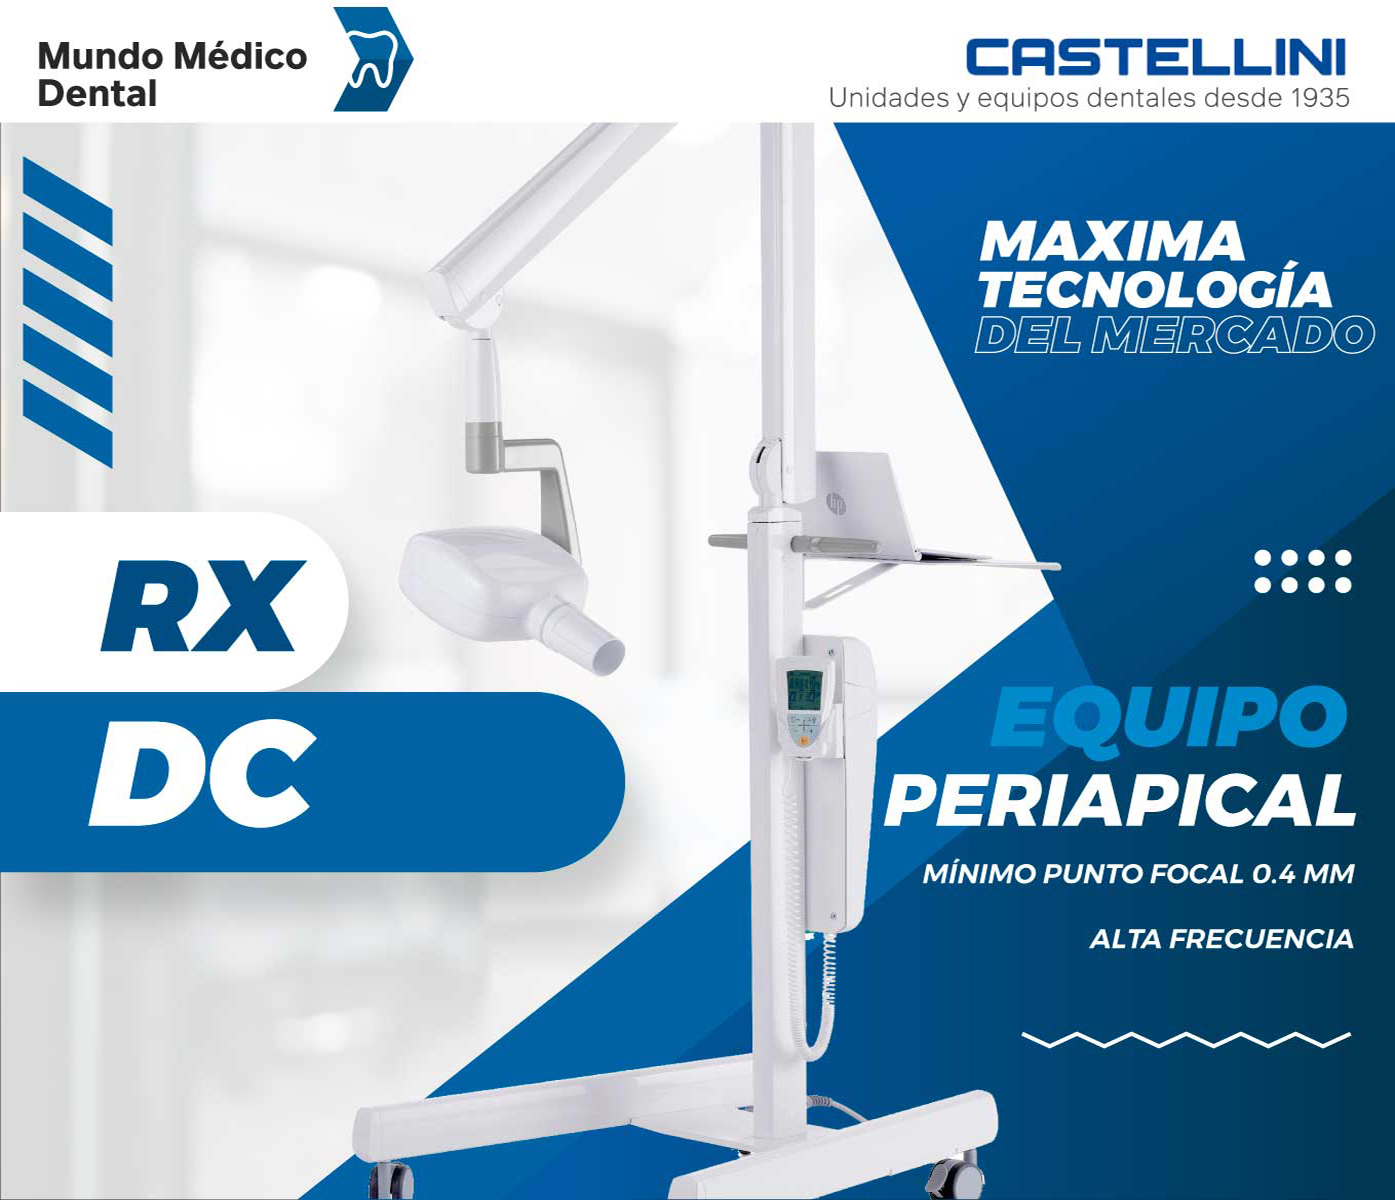 Mundo Médico
Dental
CASTELLINI
Unidades y equipos dentales desde 1935
MAXIMA
TECNOLOGÍA
DEL MERCADO
hp
RX
DC
EQUIPO
PERIAPICAL
MÍNIMO PUNTO FOCAL 0.4 MM
ALTA FRECUENCIA